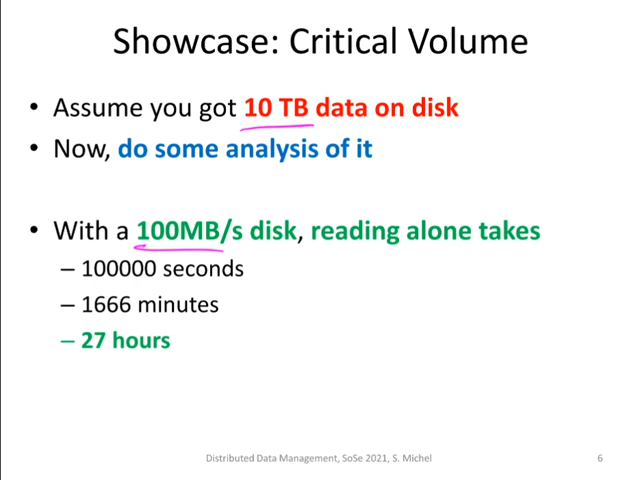 Showcase: Critical Volume
• Assume you got 10 TB data on disk
• Now, do some analysis of it
• With a 100MB/s disk, reading alone takes
– 100000 seconds
– 1666 minutes
– 27 hours
Distributed Data Management, SoSe 2021, S. Michel
6